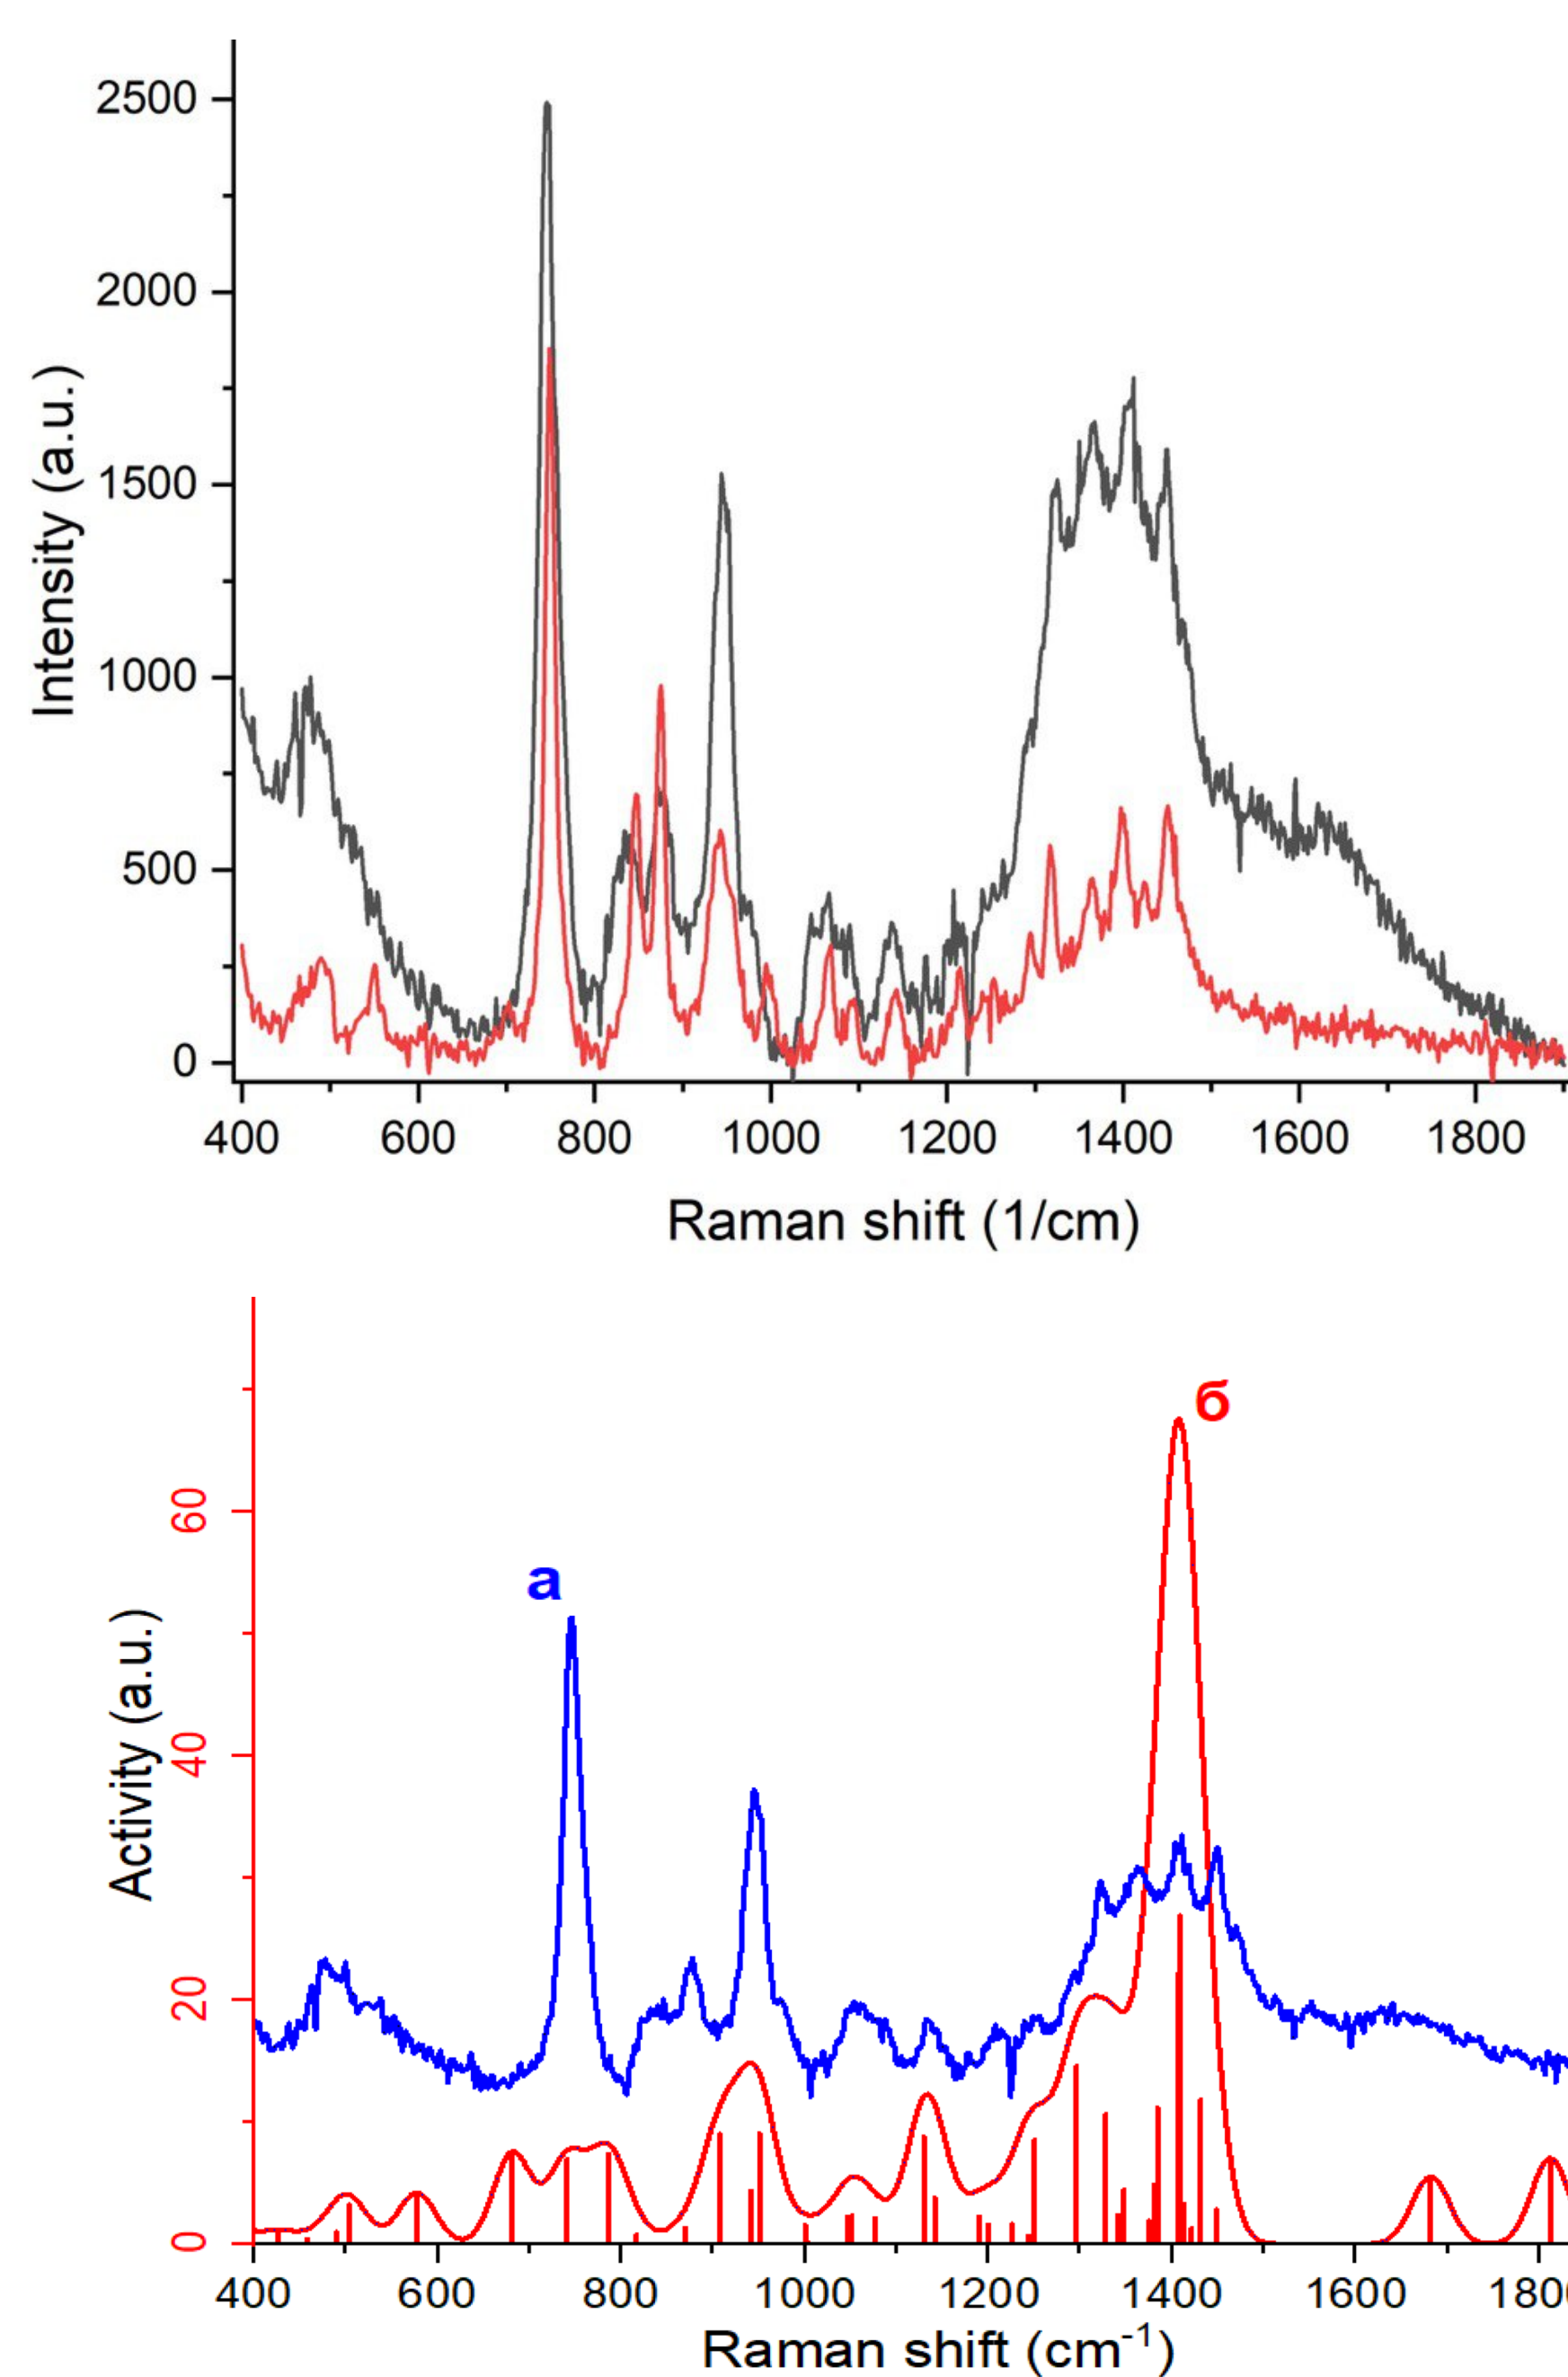 2500
2000
1500
1000
500
0
Intensity (a.u.)
400 600 800 1000 1200 1400 1600 1800
Raman shift (1/cm)
б
а
60
40
20
0
Activity (a.u.)
400 600 800 1000 1200 1400 1600
Raman shift (cm⁻¹)